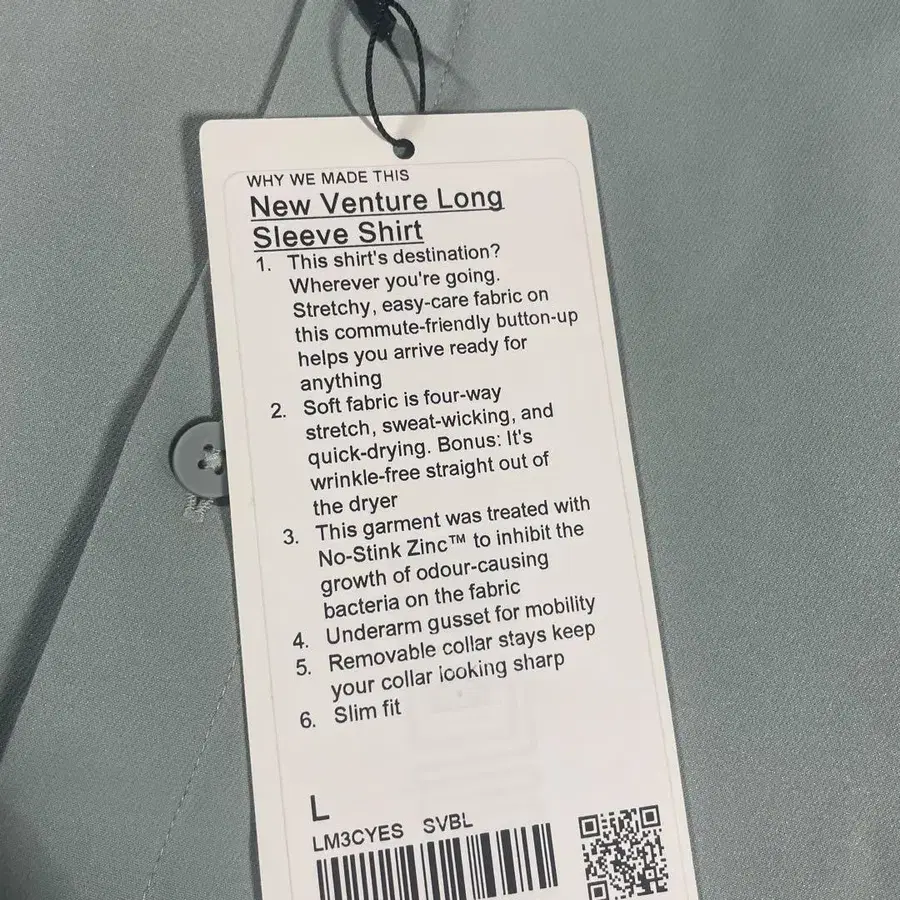 WHY WE MADE THIS
New Venture Long
Sleeve Shirt
1. This shirt's destination?
Wherever you're going.
Stretchy, easy-care fabric on
this commute-friendly button-up
helps you arrive ready for
anything
2. Soft fabric is four-way
stretch, sweat-wicking, and
quick-drying. Bonus: It's
wrinkle-free straight out of
the dryer
3. This garment was treated with
No-Stink Zinc™ to inhibit the
growth of odour-causing
bacteria on the fabric
4. Underarm gusset for mobility
5. Removable collar stays keep
your collar looking sharp
6. Slim fit
L
LM3CYES SVBL